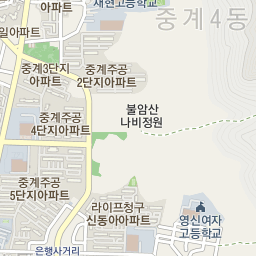 재현고등학교
아파트
일아파트
중계4동
중계3단지
아파트
중계주공
2단지아파트
불암산
나비정원
중계주공
4단지아파트
중계주공
5단지아파트
라이프청구
신동아아파트
영신여자
고등학교
은행사거리